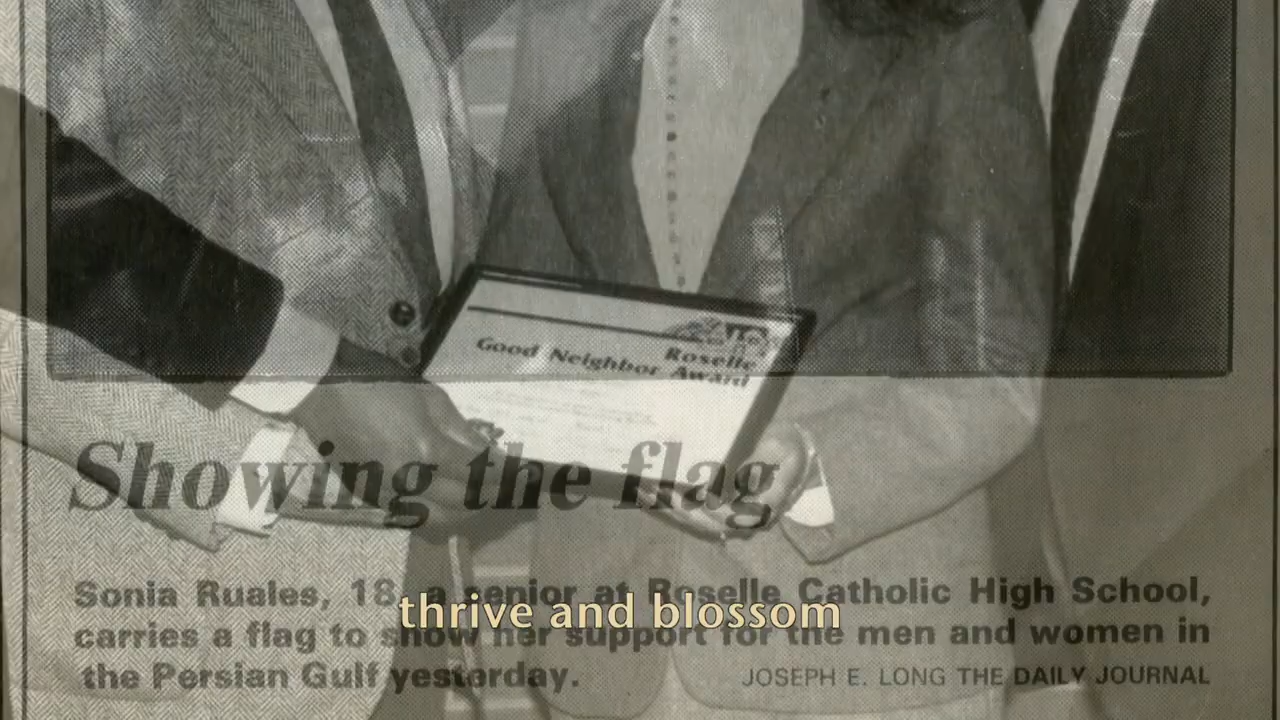 Roselle
Good Neighbor Award
Showing the flag
Sonia Ruales, 18, a senior at Roselle Catholic High School,
thrive and blossom
carries a flag to show her support for the men and women in
the Persian Gulf yesterday.
JOSEPH E. LONG THE DAILY JOURNAL